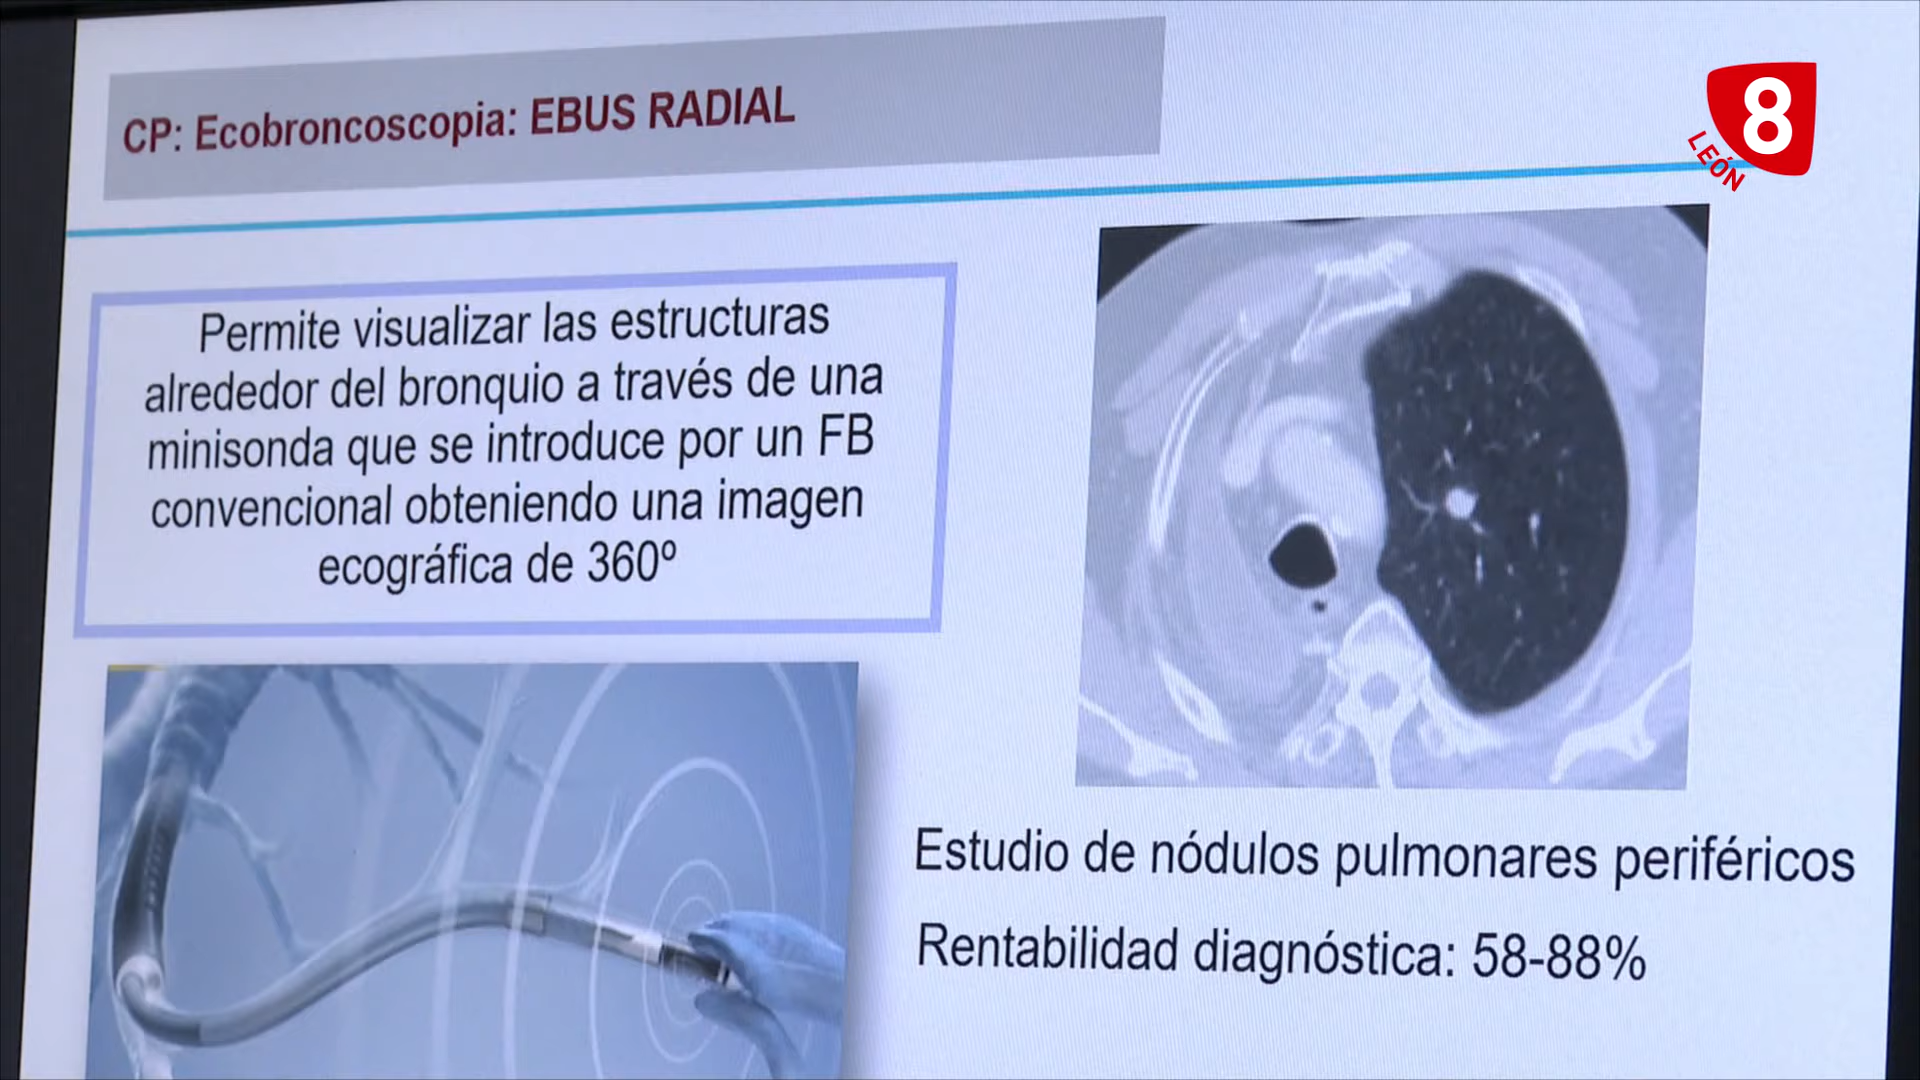 CP: Ecobroncoscopia: EBUS RADIAL
8
LEÓN
Permite visualizar las estructuras
alrededor del bronquio a través de una
minisonda que se introduce por un FB
convencional obteniendo una imagen
ecográfica de 360º
Estudio de nódulos pulmonares periféricos
Rentabilidad diagnóstica: 58-88%